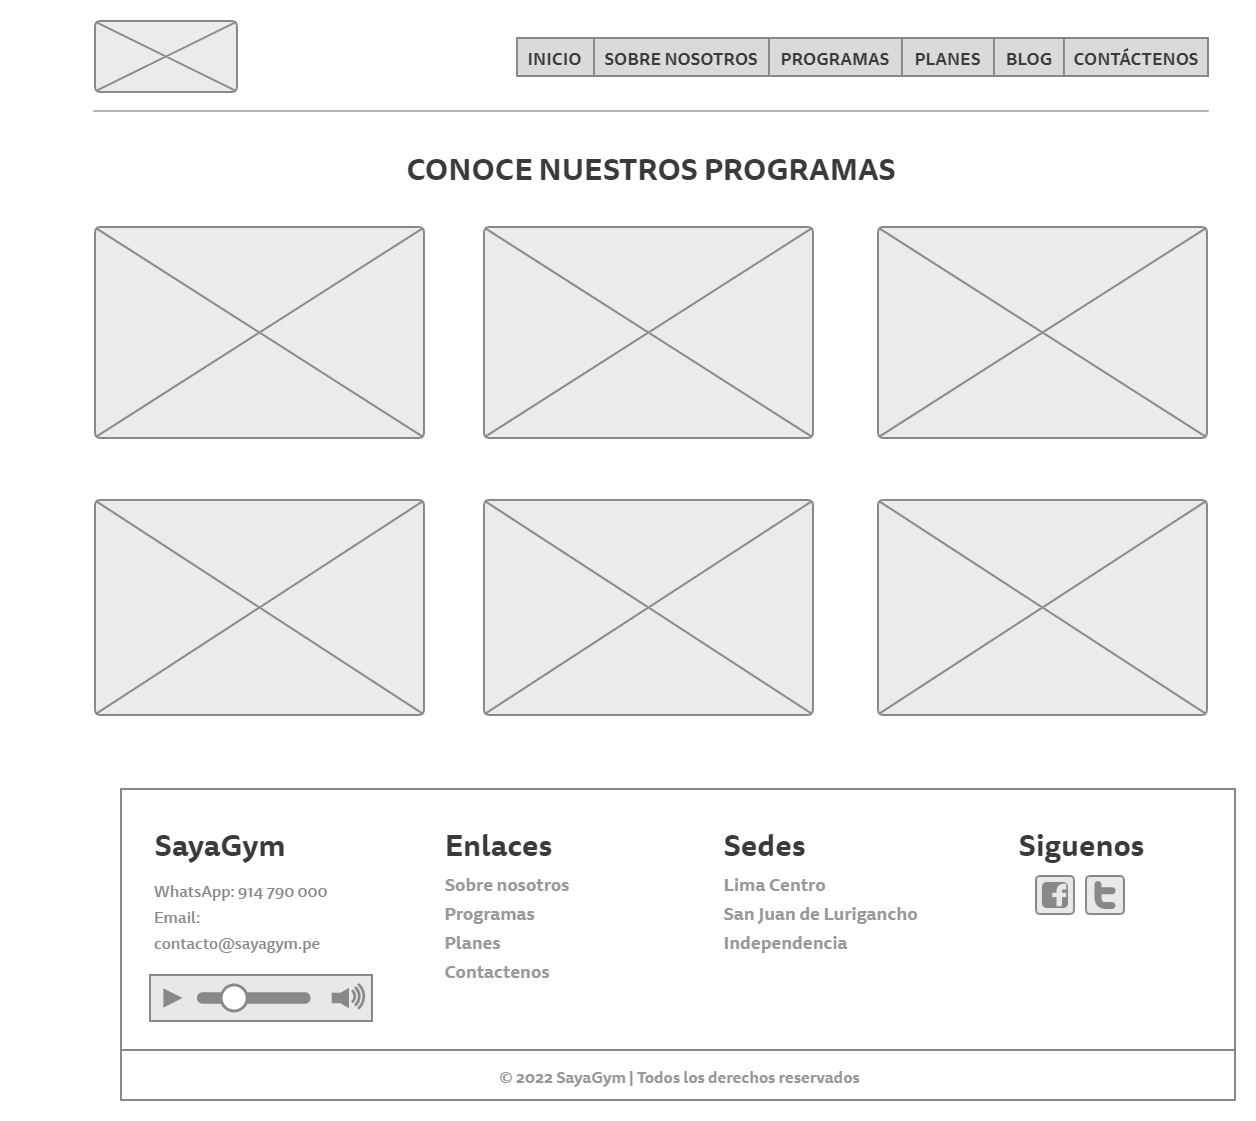 INICIO SOBRE NOSOTROS PROGRAMAS PLANES BLOG CONTÁCTENOS
CONOCE NUESTROS PROGRAMAS
SayaGym
WhatsApp: 914 790 000
Email:
contacto@sayagym.pe
Enlaces
Sobre nosotros
Programas
Planes
Contactenos
Sedes
Lima Centro
San Juan de Lurigancho
Independencia
Siguenos
© 2022 SayaGym | Todos los derechos reservados